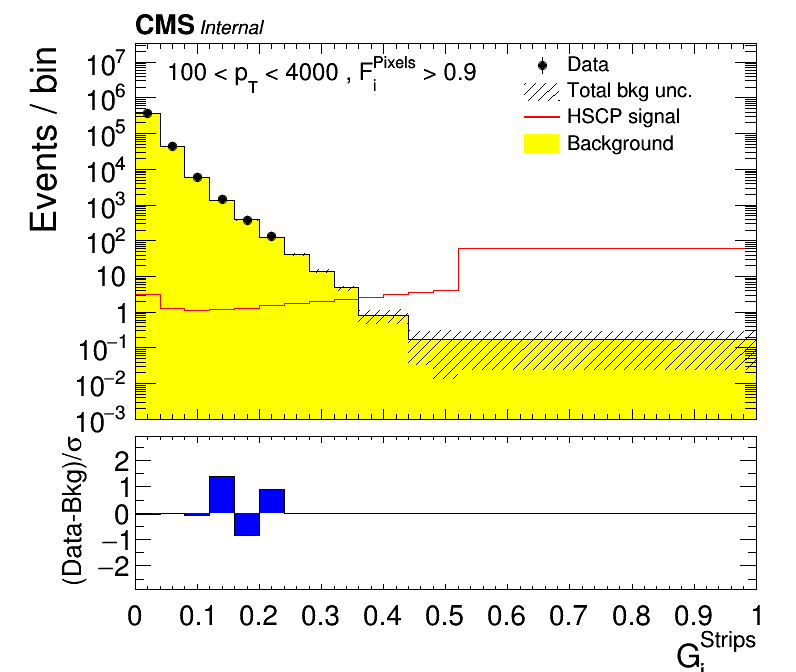 CMS Internal
100 < p_T < 4000 , F_i^Pixels > 0.9
Data
Total bkg unc.
HSCP signal
Background
Events / bin
10^7
10^6
10^5
10^4
10^3
10^2
10
1
10^−1
10^−2
10^−3
(Data-Bkg)/σ
2
1
0
−1
−2
0 0.1 0.2 0.3 0.4 0.5 0.6 0.7 0.8 0.9 1
G_i^Strips